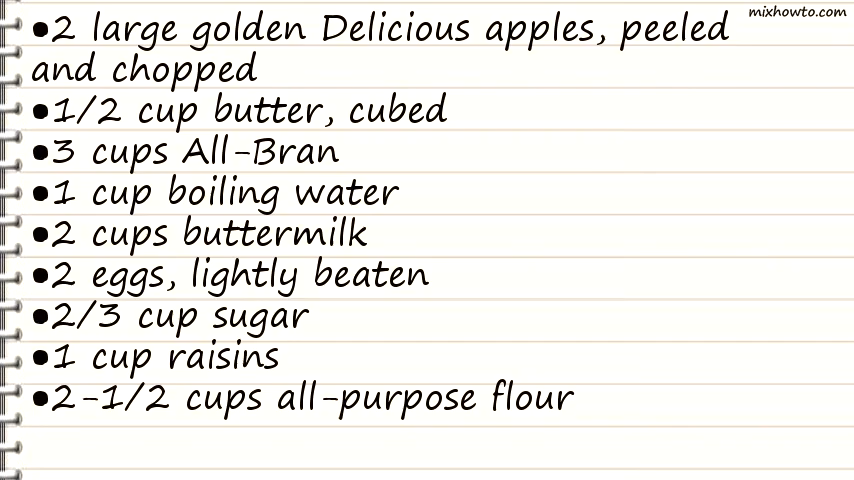 mixhowto.com
•2 large golden Delicious apples, peeled
and chopped
•1/2 cup butter, cubed
•3 cups All-Bran
•1 cup boiling water
•2 cups buttermilk
•2 eggs, lightly beaten
•2/3 cup sugar
•1 cup raisins
•2-1/2 cups all-purpose flour